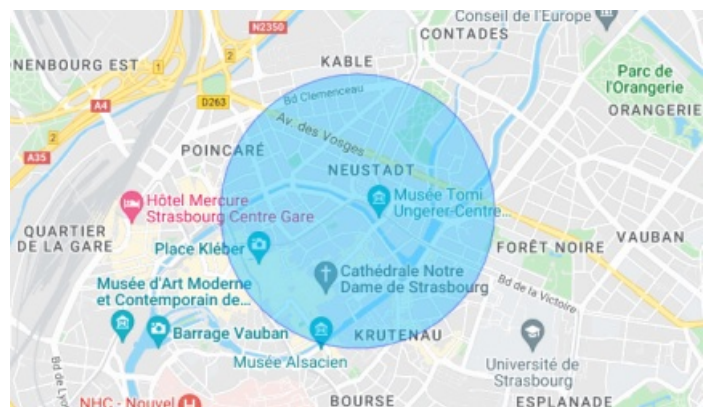 Conseil de l'Europe
N2350
CONTADES
2
KABLE
NENBOURG EST
1
Parc de
l'Orangerie
Bd Clemenceau
A4
D263
ORANGERIE
Av. des Vosges
2
POINCARÉ
A35
NEUSTADT
Hôtel Mercure
Strasbourg Centre Gare
Musée Tomi
Ungerer-Centre...
QUARTIER
DE LA GARE
Place Kléber
FORÊT NOIRE
VAUBAN
Cathédrale Notre
Dame de Strasbourg
Musée d'Art Moderne
et Contemporain de...
Bd de la Victoire
Barrage Vauban
KRUTENAU
Musée Alsacien
Université de
Strasbourg
Bd de Ly
NHC - Nouvel
BOURSE
ESPLANADE